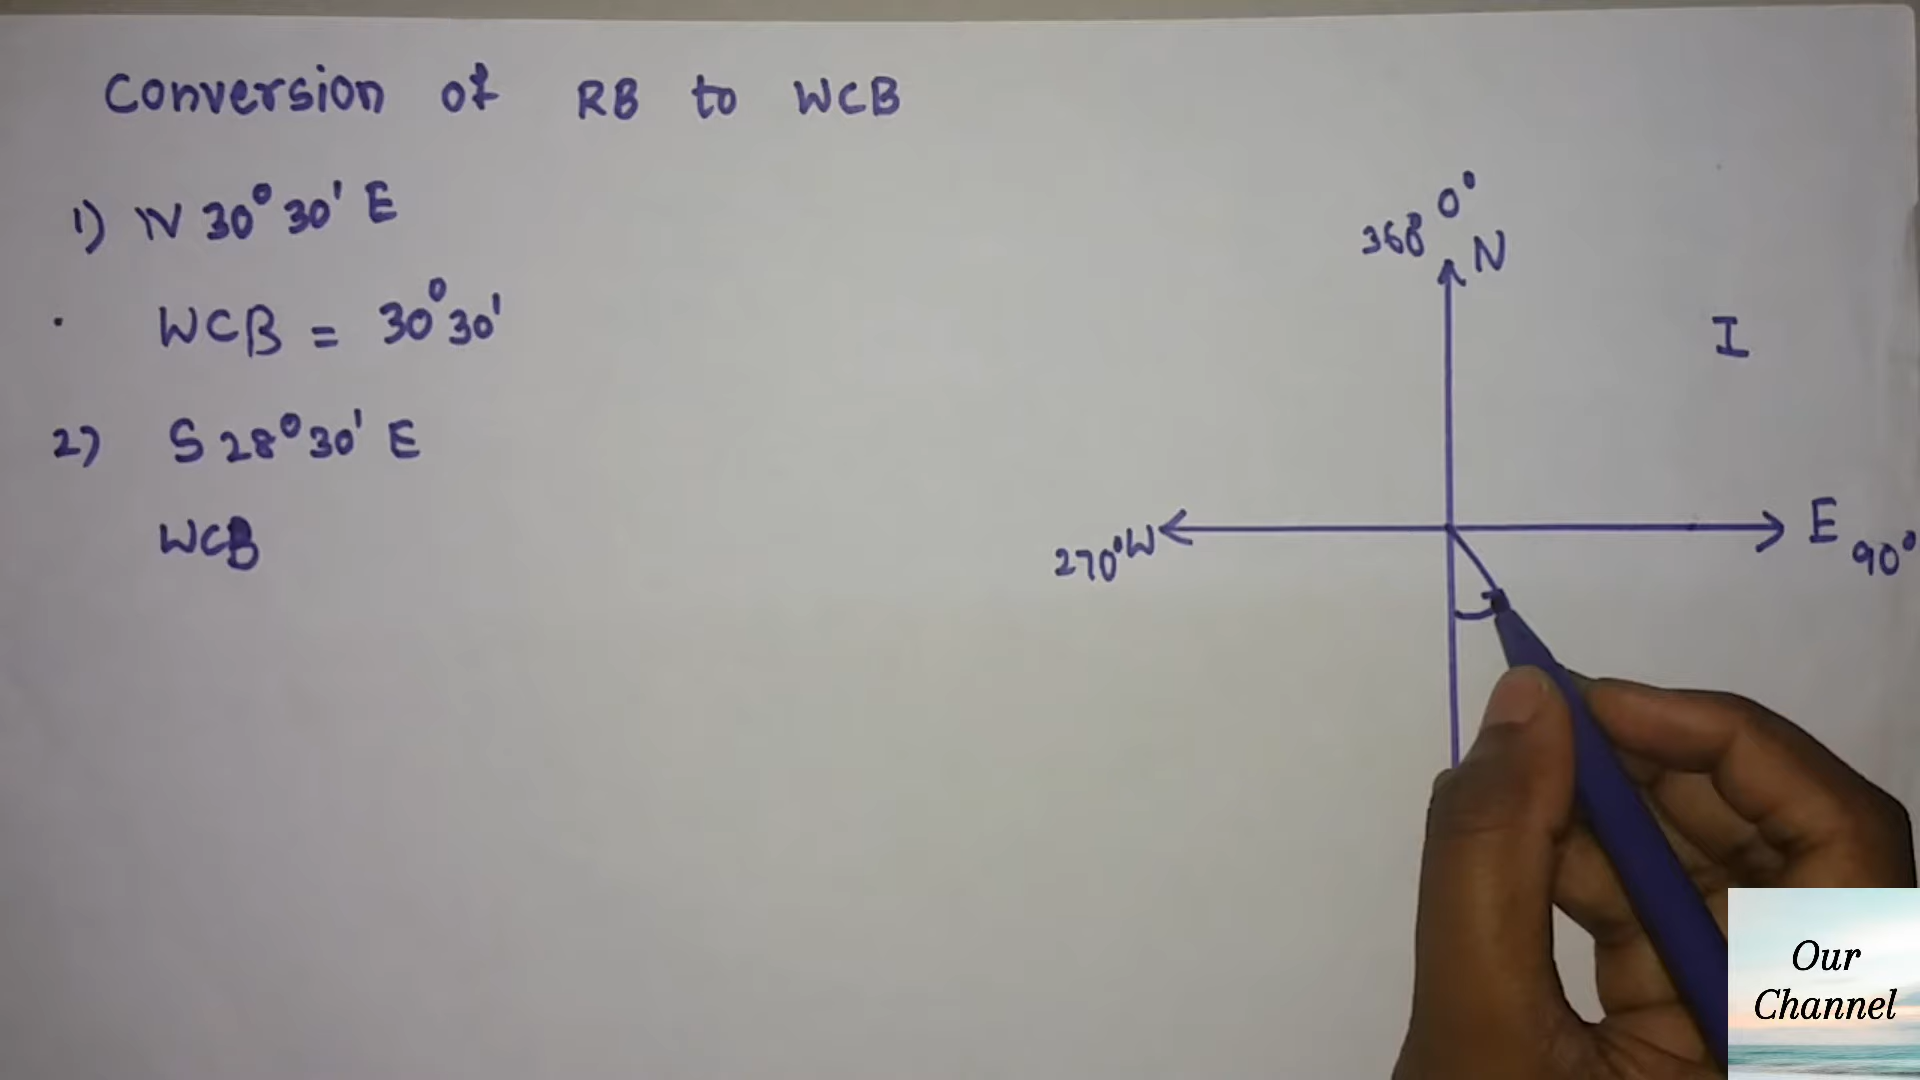 Conversion of RB to WCB
1) N 30° 30' E
WCB = 30° 30'
2) S 28° 30' E
WCB
0°
360° N
I
E 90°
270° W
Our
Channel